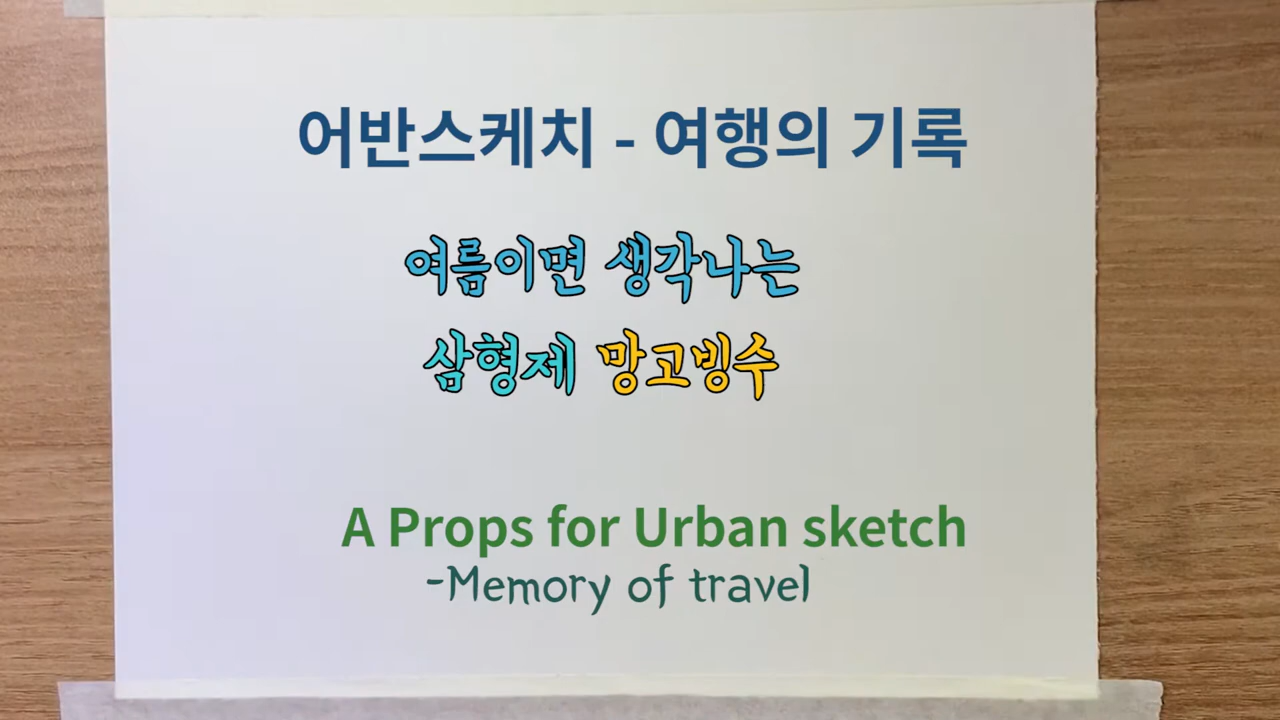 어반스케치 - 여행의 기록
여름이면 생각나는
삼형제 망고빙수
A Props for Urban sketch
-Memory of travel